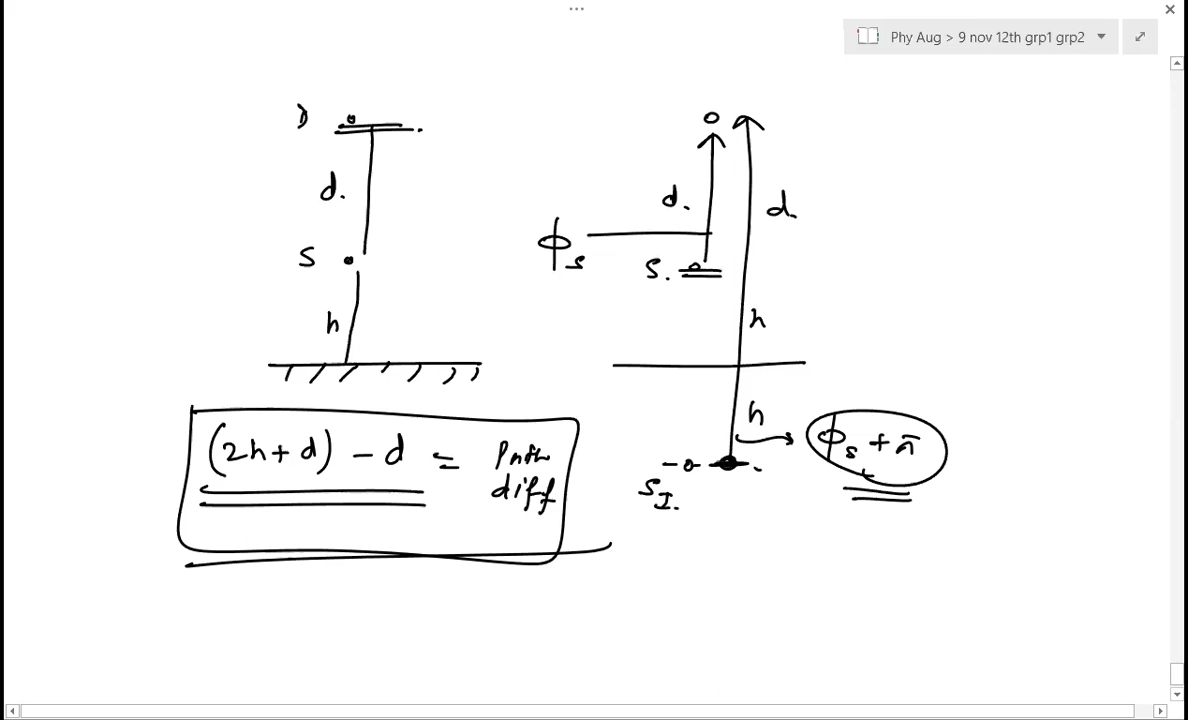 Phy Aug > 9 nov 12th grp1 grp2
D
d.
S
h
d.
d.
ϕs
S.
h
h
ϕs + π
SI.
(2h + d) - d = Path diff